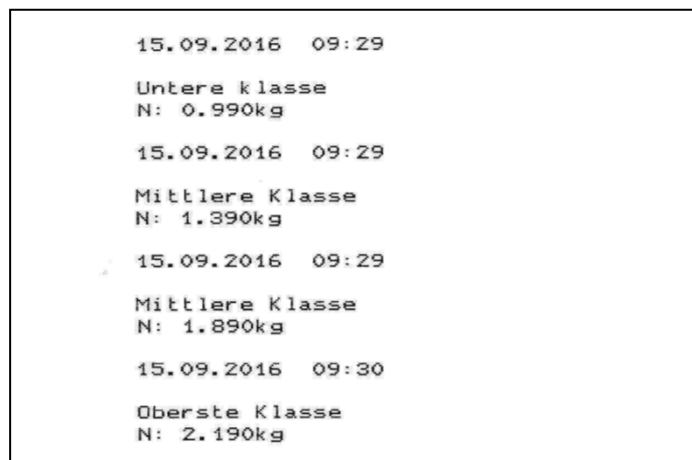 15.09.2016 09:29
Untere klasse
N: 0.990kg
15.09.2016 09:29
Mittlere Klasse
N: 1.390kg
15.09.2016 09:29
Mittlere Klasse
N: 1.890kg
15.09.2016 09:30
Oberste Klasse
N: 2.190kg